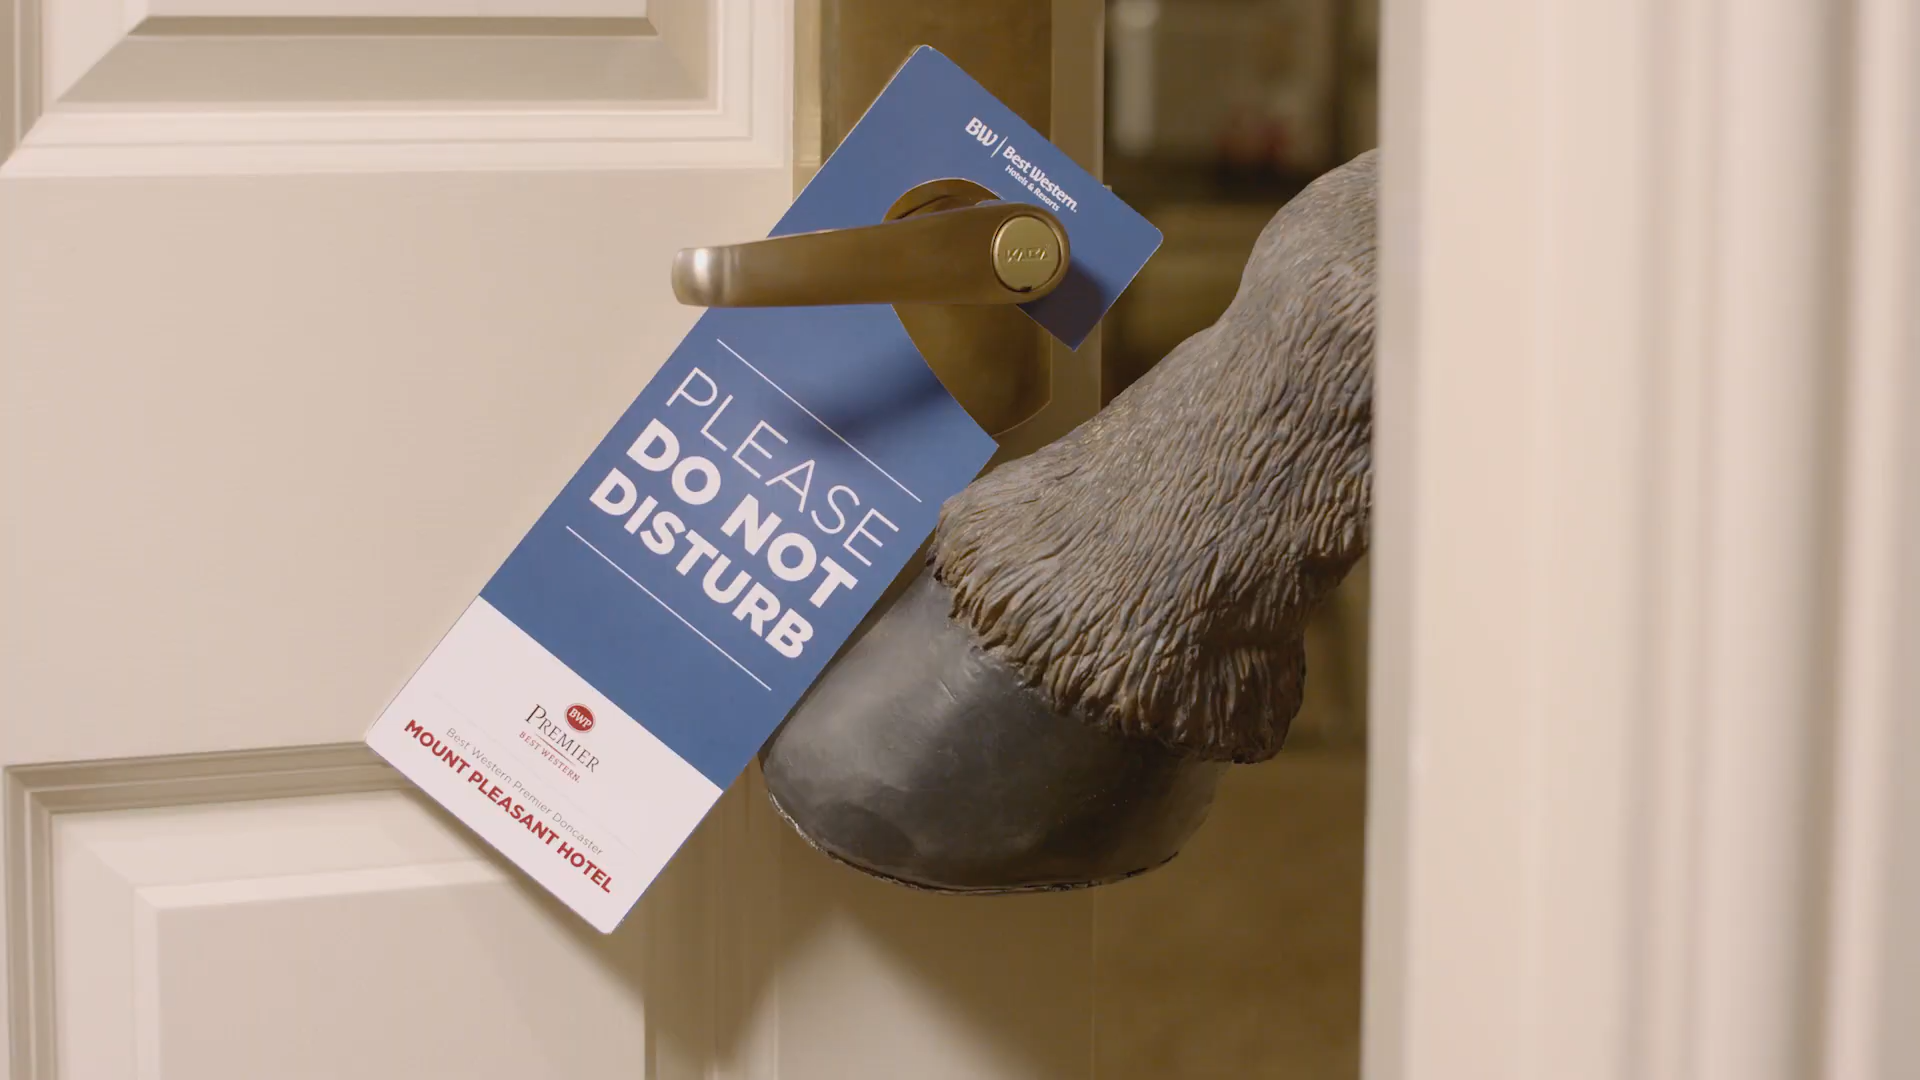 BW | Best Western.
Hotels & Resorts
KABA
PLEASE
DO NOT
DISTURB
BWP
PREMIER
BEST WESTERN.
Best Western Premier Doncaster
MOUNT PLEASANT HOTEL